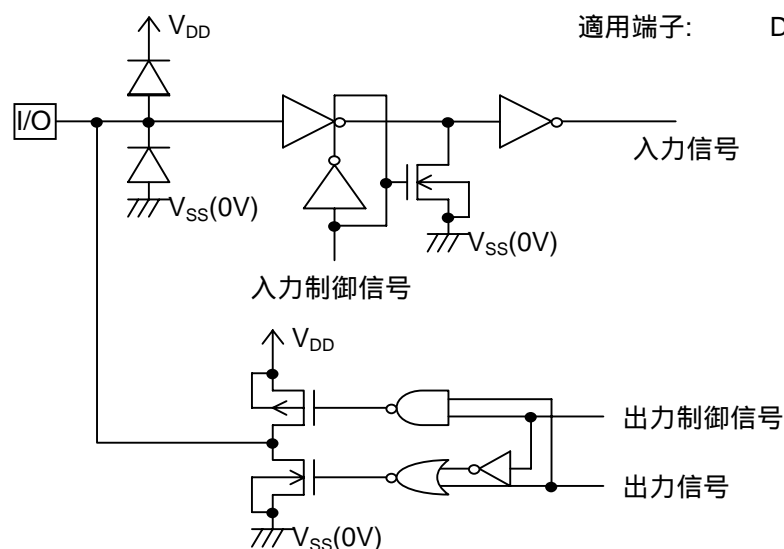 適用端子: D
V_DD
I/O
入力信号
V_SS(0V)
V_SS(0V)
入力制御信号
V_DD
出力制御信号
出力信号
V_SS(0V)